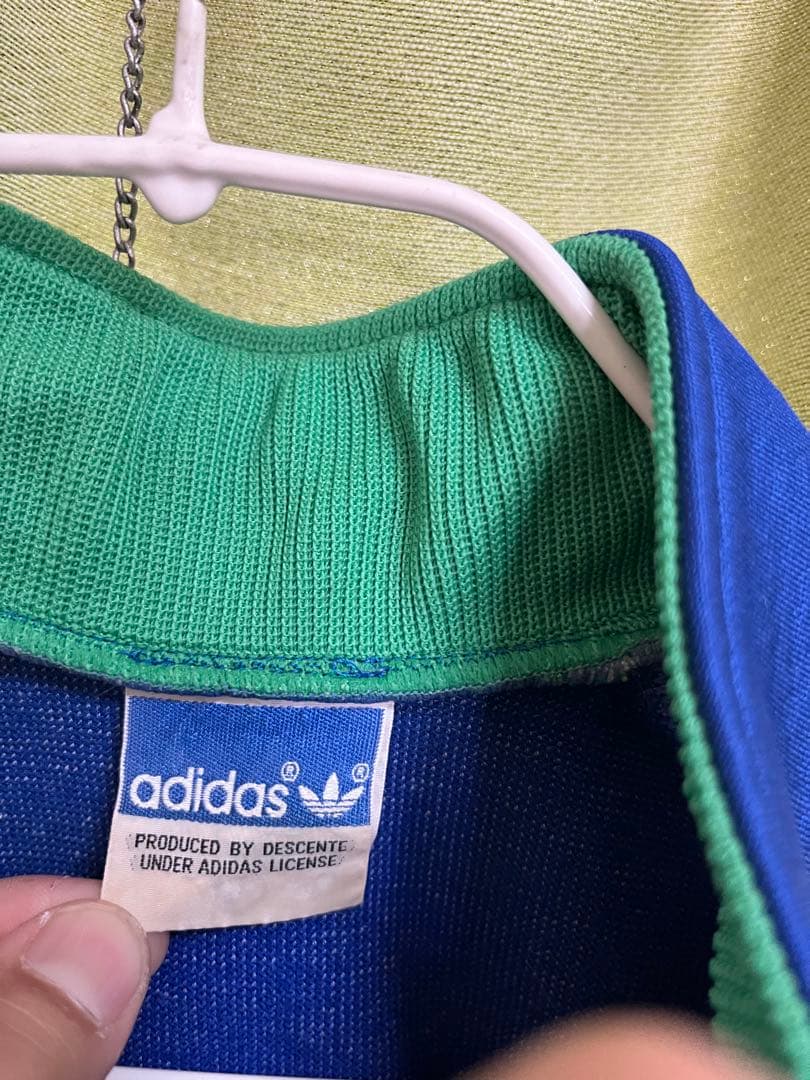 adidas® ®
PRODUCED BY DESCENTE
UNDER ADIDAS LICENSE